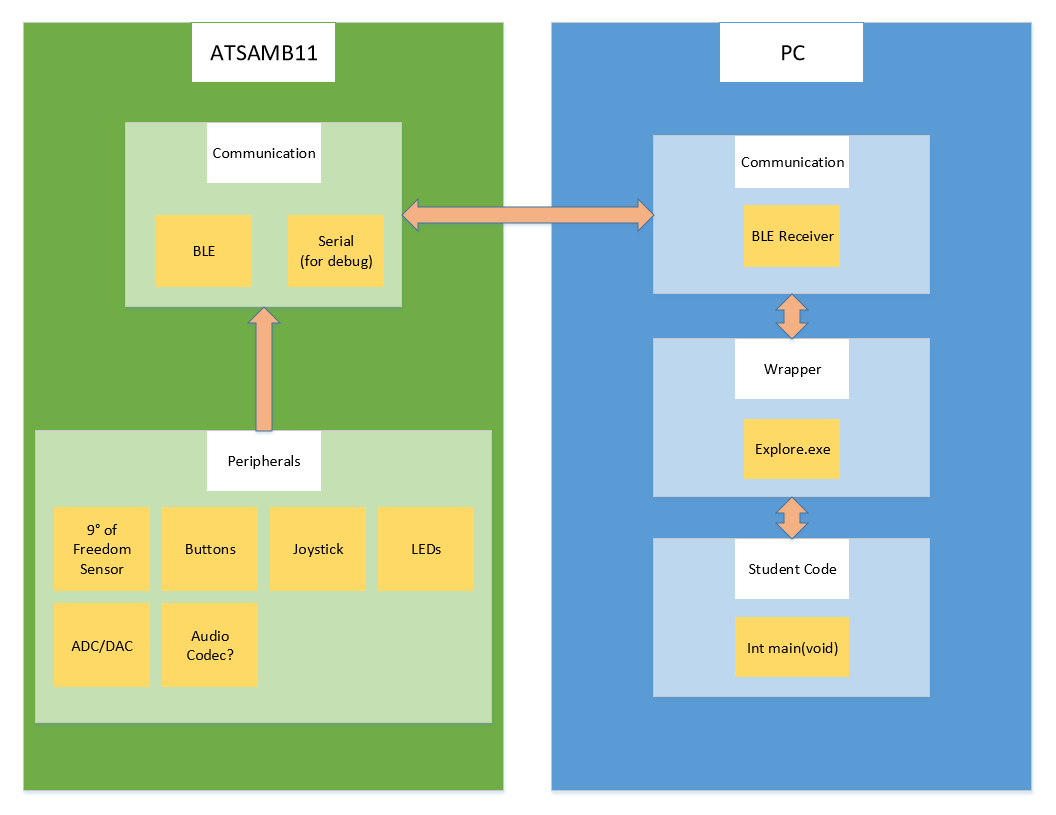 ATSAMB11
Communication
BLE
Serial
(for debug)
Peripherals
9° of
Freedom
Sensor
Buttons
Joystick
LEDs
ADC/DAC
Audio
Codec?
PC
Communication
BLE Receiver
Wrapper
Explore.exe
Student Code
Int main(void)